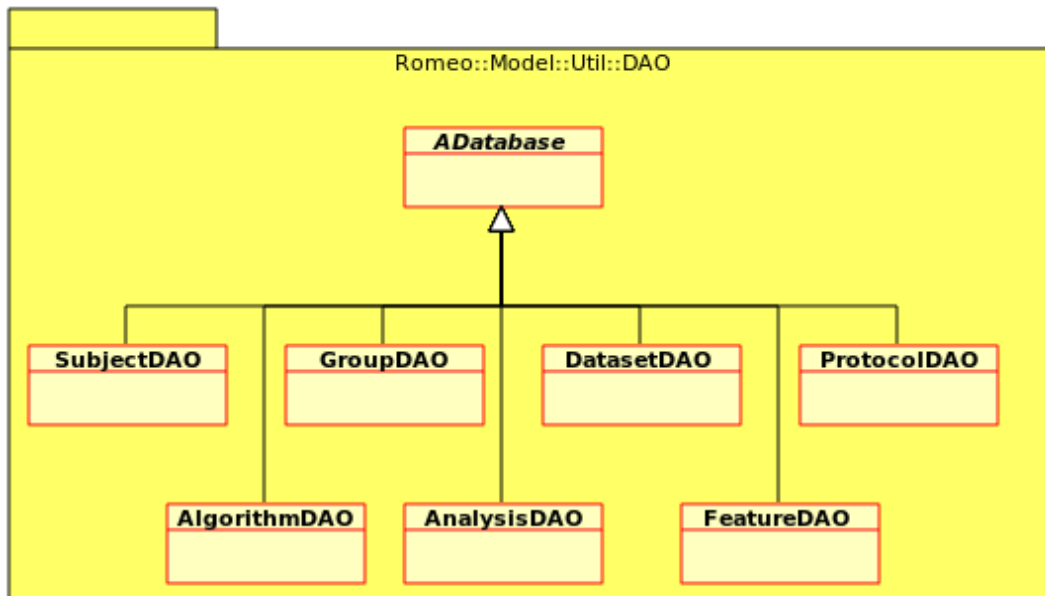 Romeo::Model::Util::DAO
ADatabase
SubjectDAO
GroupDAO
DatasetDAO
ProtocolDAO
AlgorithmDAO
AnalysisDAO
FeatureDAO